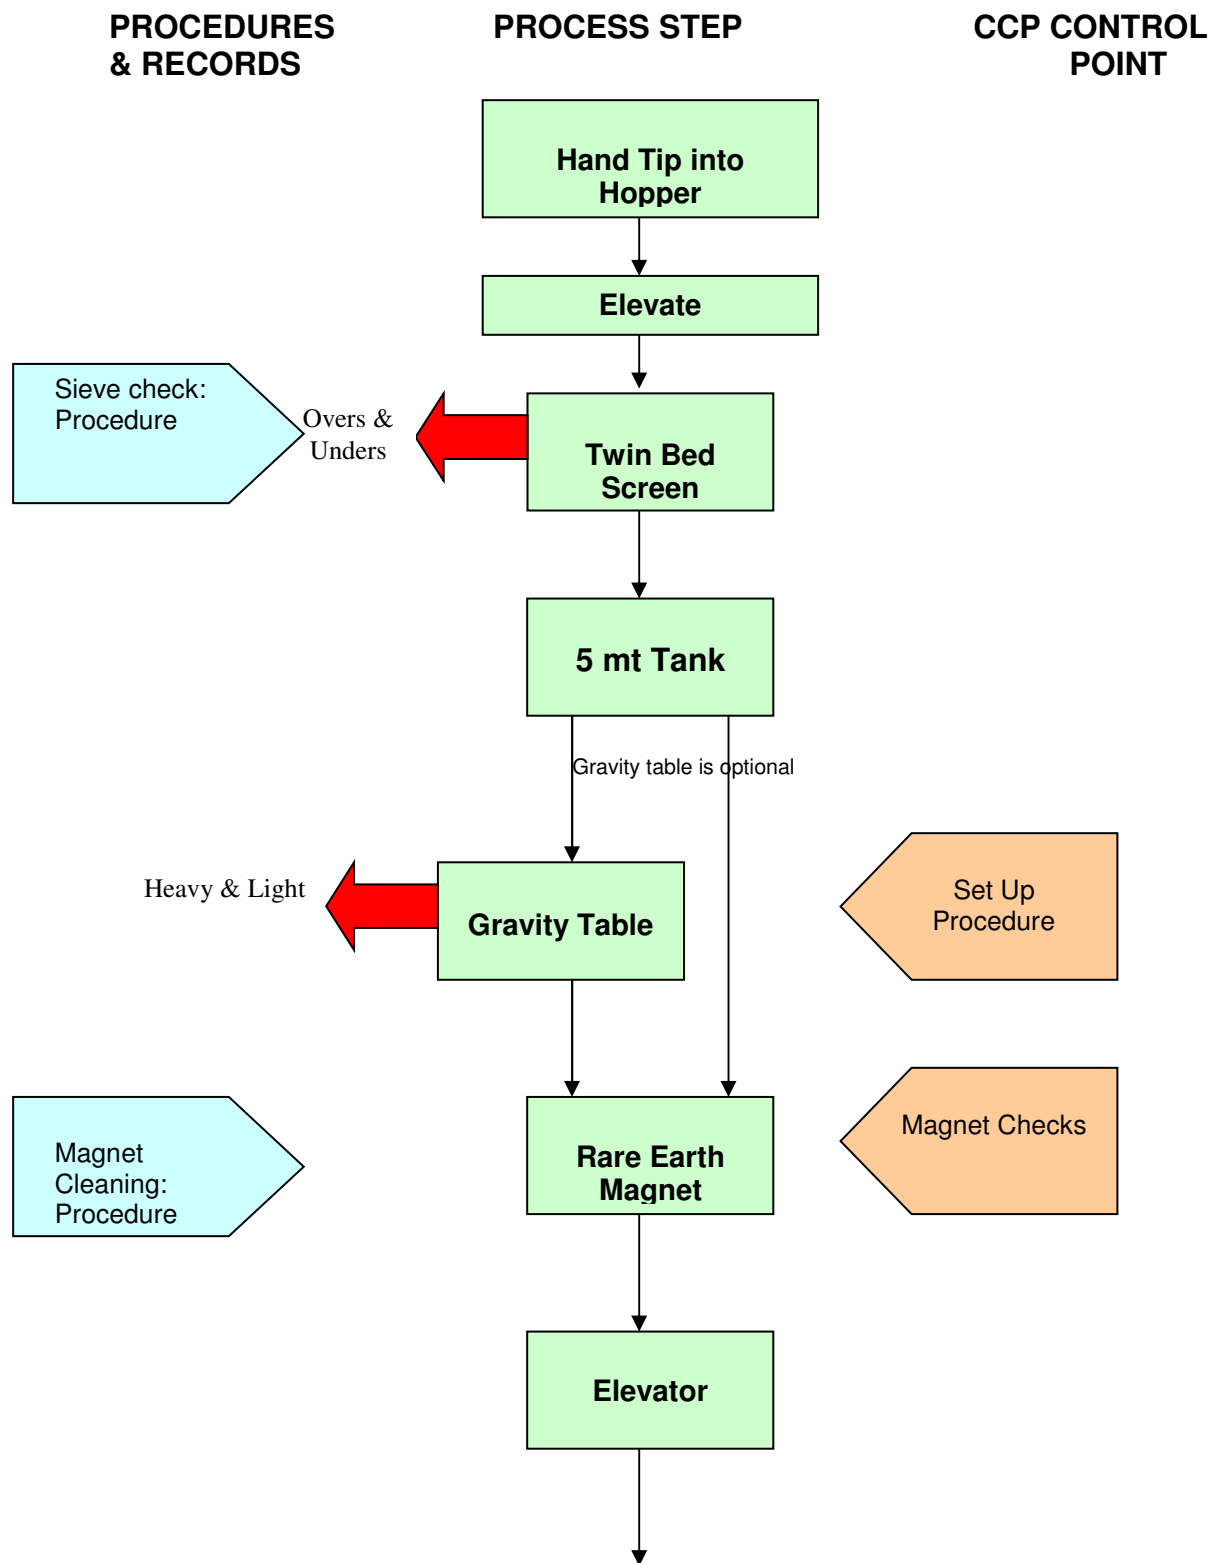 PROCEDURES
& RECORDS
PROCESS STEP
CCP CONTROL
POINT
Hand Tip into
Hopper
Elevate
Sieve check:
Procedure
Overs &
Unders
Twin Bed
Screen
5 mt Tank
Gravity table is optional
Heavy & Light
Gravity Table
Set Up
Procedure
Magnet
Cleaning:
Procedure
Rare Earth
Magnet
Magnet Checks
Elevator